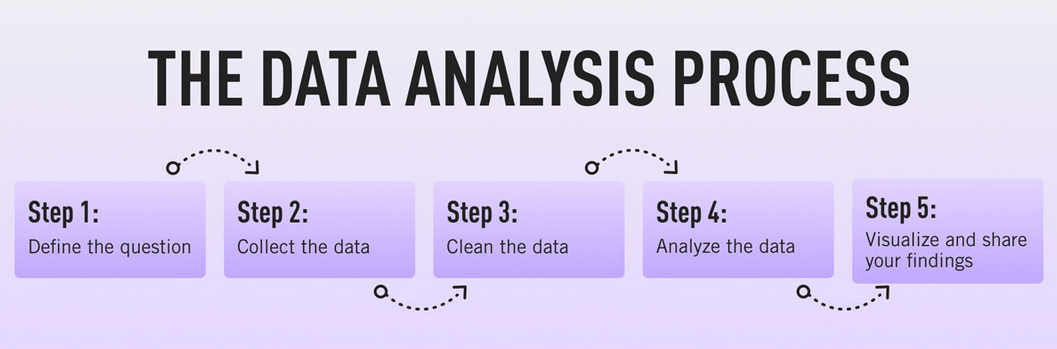 THE DATA ANALYSIS PROCESS
Step 1:
Define the question
Step 2:
Collect the data
Step 3:
Clean the data
Step 4:
Analyze the data
Step 5:
Visualize and share
your findings